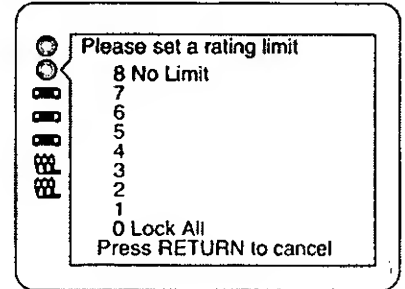 Please set a rating limit
8 No Limit
7
6
5
4
3
2
1
0 Lock All
Press RETURN to cancel